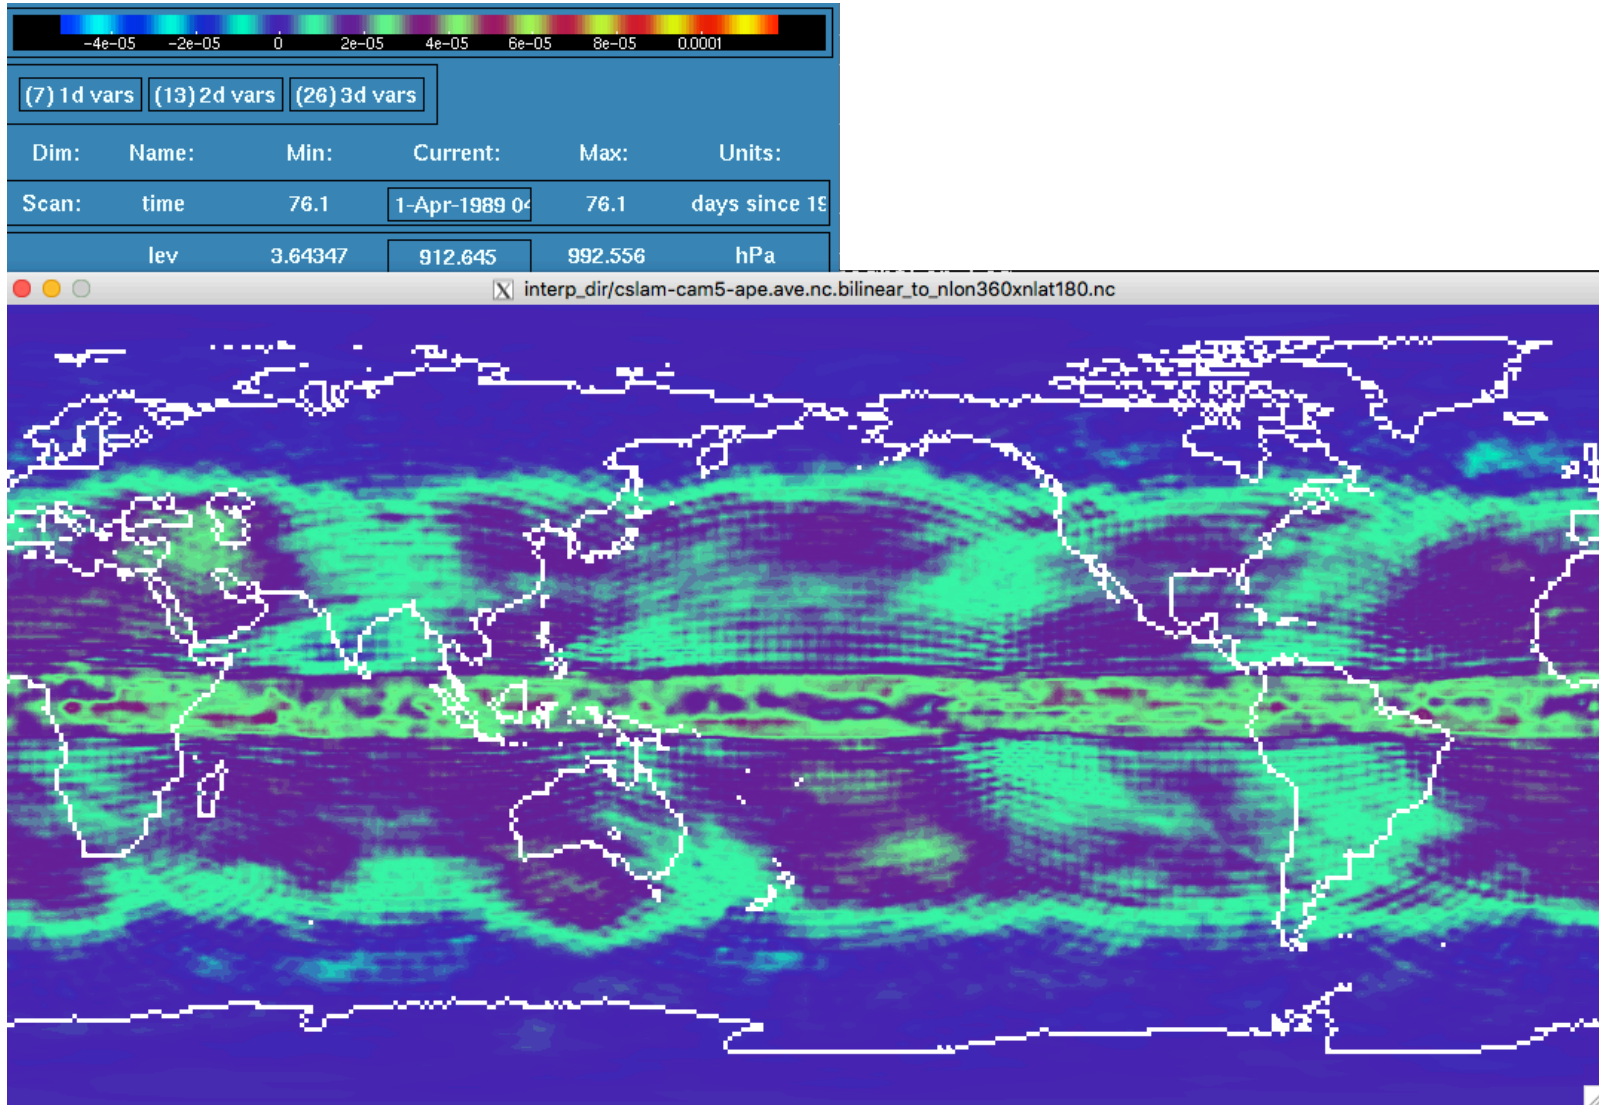 -4e-05 -2e-05 0 2e-05 4e-05 6e-05 8e-05 0.0001
(7) 1d vars (13) 2d vars (26) 3d vars
Dim: Name: Min: Current: Max: Units:
Scan: time 76.1 1-Apr-1989 04 76.1 days since 19
lev 3.64347 912.645 992.556 hPa
X interp_dir/cslam-cam5-ape.ave.nc.bilinear_to_nlon360xnlat180.nc